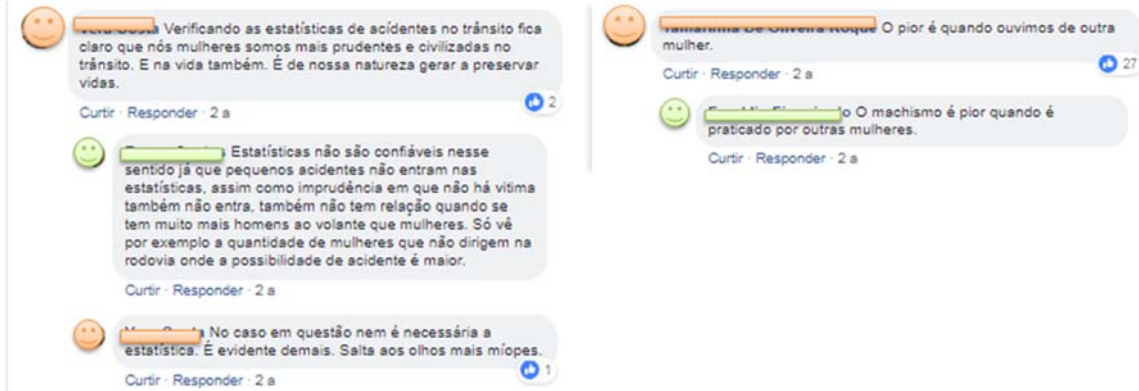 Verificando as estatísticas de acídentes no trânsito fica
claro que nós mulheres somos mais prudentes e civilizadas no
trânsito. E na vida também. É de nossa natureza gerar a preservar
vidas.
2
Curtir · Responder · 2 a
Estatísticas não são confiáveis nesse
sentido já que pequenos acidentes não entram nas
estatísticas, assim como imprudência em que não há vitima
também não entra, também não tem relação quando se
tem muito mais homens ao volante que mulheres. Só vê
por exemplo a quantidade de mulheres que não dirigem na
rodovia onde a possibilidade de acidente é maior.
Curtir · Responder · 2 a
No caso em questão nem é necessária a
estatística. É evidente demais. Salta aos olhos mais míopes.
1
Curtir · Responder · 2 a
O pior é quando ouvimos de outra
mulher.
27
Curtir · Responder · 2 a
O machismo é pior quando é
praticado por outras mulheres.
Curtir · Responder · 2 a